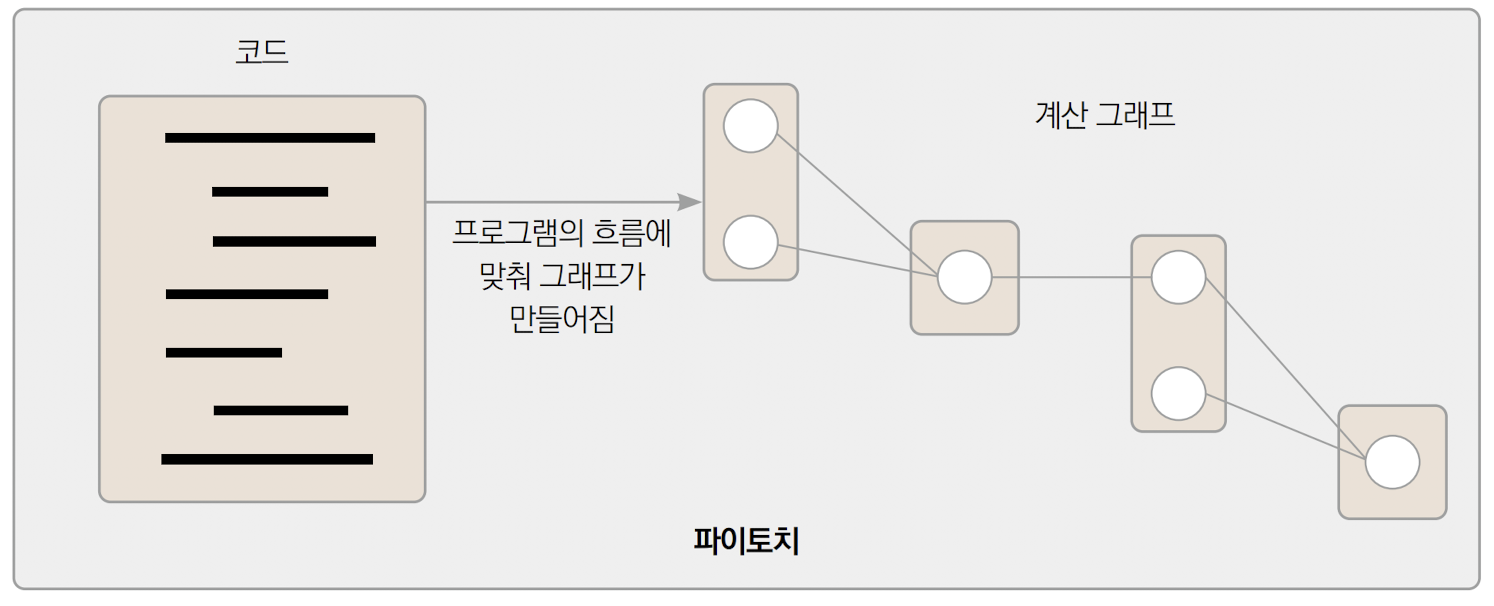 코드
계산 그래프
프로그램의 흐름에
맞춰 그래프가
만들어짐
파이토치